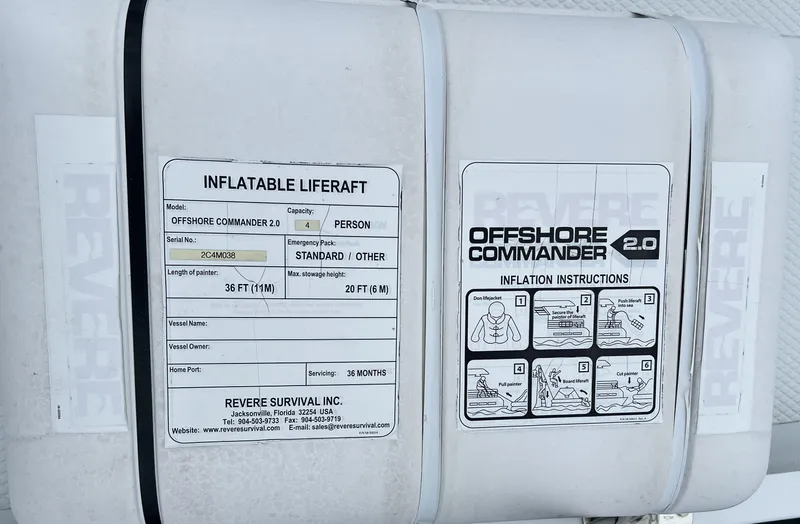 REVERE
INFLATABLE LIFERAFT
Model:
OFFSHORE COMMANDER 2.0
Capacity:
4 PERSON
Serial No.:
2C4M038
Emergency Pack:
STANDARD / OTHER
Length of painter:
36 FT (11M)
Max. stowage height:
20 FT (6 M)
Vessel Name:
Vessel Owner:
Home Port:
Servicing: 36 MONTHS
REVERE SURVIVAL INC.
Jacksonville, Florida 32254 USA
Tel: 904-503-9733 Fax: 904-503-9719
Website: www.reveresurvival.com E-mail: sales@reveresurvival.com
REVERE
OFFSHORE
COMMANDER
2.0
INFLATION INSTRUCTIONS
Don lifejacket
1
2
Secure the
painter of liferaft
Push liferaft
into sea
3
4
Pull painter
5
Board liferaft
6
Cut painter
REVERE